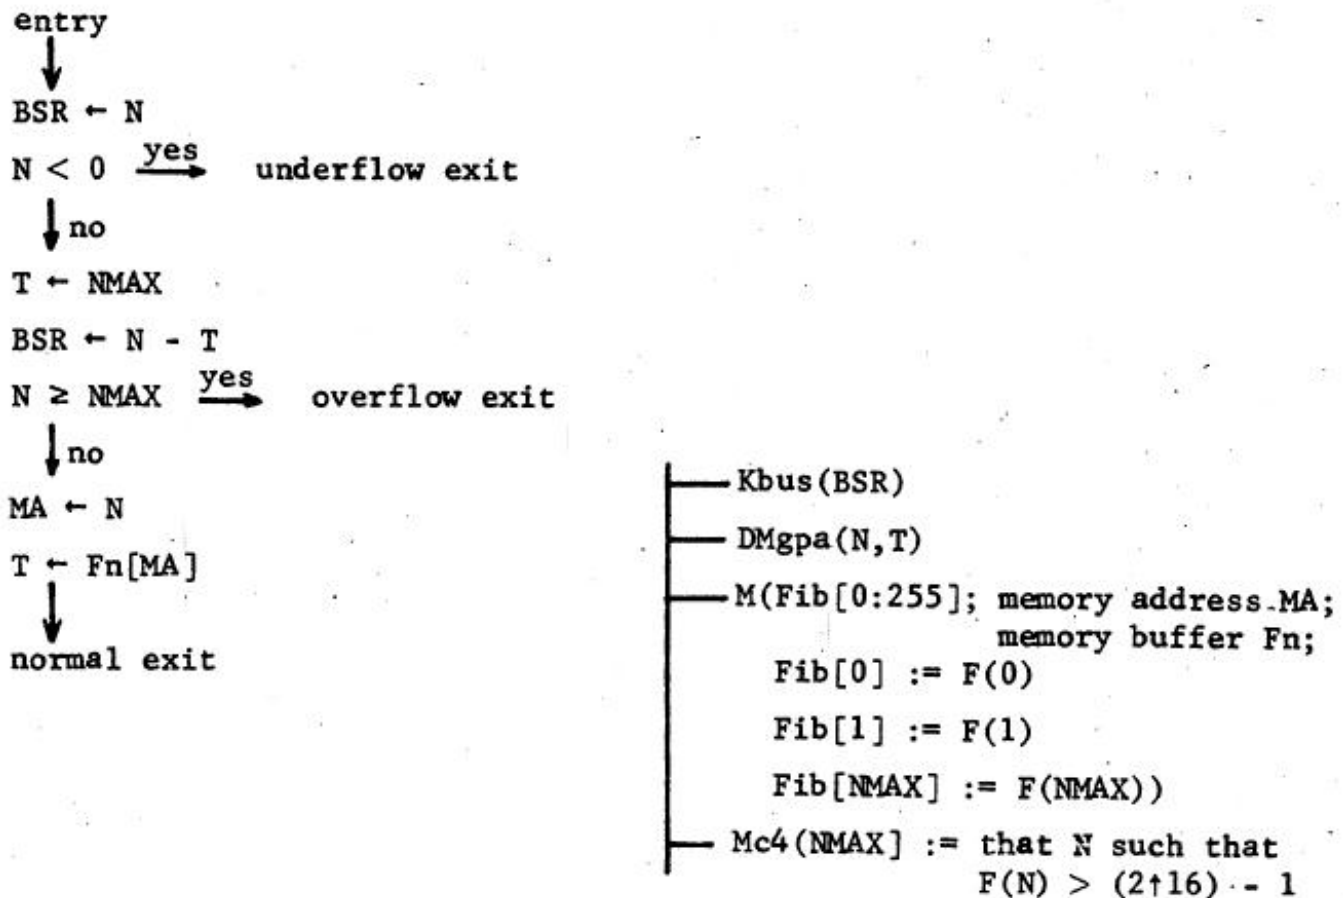 entry
BSR ← N
N < 0 yes underflow exit
no
T ← NMAX
BSR ← N - T
N ≥ NMAX yes overflow exit
no
MA ← N
T ← Fn[MA]
normal exit
Kbus(BSR)
DMgpa(N,T)
M(Fib[0:255]; memory address MA;
memory buffer Fn;
Fib[0] := F(0)
Fib[1] := F(1)
Fib[NMAX] := F(NMAX))
Mc4(NMAX] := that N such that
F(N) > (2↑16) - 1